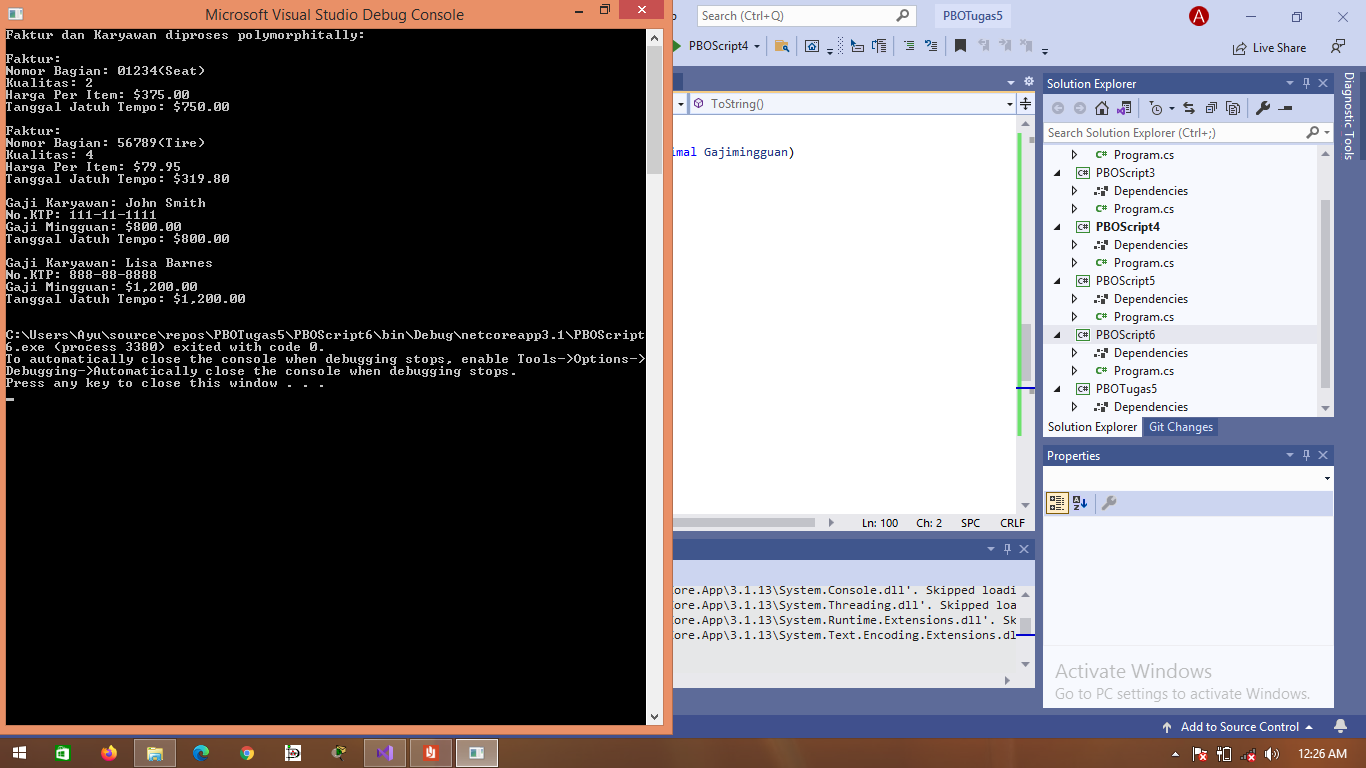 Microsoft Visual Studio Debug Console
Faktur dan Karyawan diproses polymorphitally:
Faktur:
Nomor Bagian: 01234(Seat)
Kualitas: 2
Harga Per Item: $375.00
Tanggal Jatuh Tempo: $750.00
Faktur:
Nomor Bagian: 56789(Tire)
Kualitas: 4
Harga Per Item: $79.95
Tanggal Jatuh Tempo: $319.80
Gaji Karyawan: John Smith
No.KTP: 111-11-1111
Gaji Mingguan: $800.00
Tanggal Jatuh Tempo: $800.00
Gaji Karyawan: Lisa Barnes
No.KTP: 888-88-8888
Gaji Mingguan: $1,200.00
Tanggal Jatuh Tempo: $1,200.00
C:\Users\Ayu\source\repos\PBOTugas5\PBOScript6\bin\Debug\netcoreapp3.1\PBOScript
6.exe (process 3380) exited with code 0.
To automatically close the console when debugging stops, enable Tools->Options->
Debugging->Automatically close the console when debugging stops.
Press any key to close this window . . .
Search (Ctrl+Q)
PBOTugas5
A
PBOScript4
Live Share
ToString()
imal Gajimingguan)
Ln: 100 Ch: 2 SPC CRLF
ore.App\3.1.13\System.Console.dll'. Skipped loadi
ore.App\3.1.13\System.Threading.dll'. Skipped loa
ore.App\3.1.13\System.Runtime.Extensions.dll'. Sk
ore.App\3.1.13\System.Text.Encoding.Extensions.dl
Solution Explorer
Search Solution Explorer (Ctrl+;)
C# Program.cs
C# PBOScript3
Dependencies
C# Program.cs
C# PBOScript4
Dependencies
C# Program.cs
C# PBOScript5
Dependencies
C# Program.cs
C# PBOScript6
Dependencies
C# Program.cs
C# PBOTugas5
Dependencies
Solution Explorer Git Changes
Properties
Diagnostic Tools
Activate Windows
Go to PC settings to activate Windows.
Add to Source Control
12:26 AM